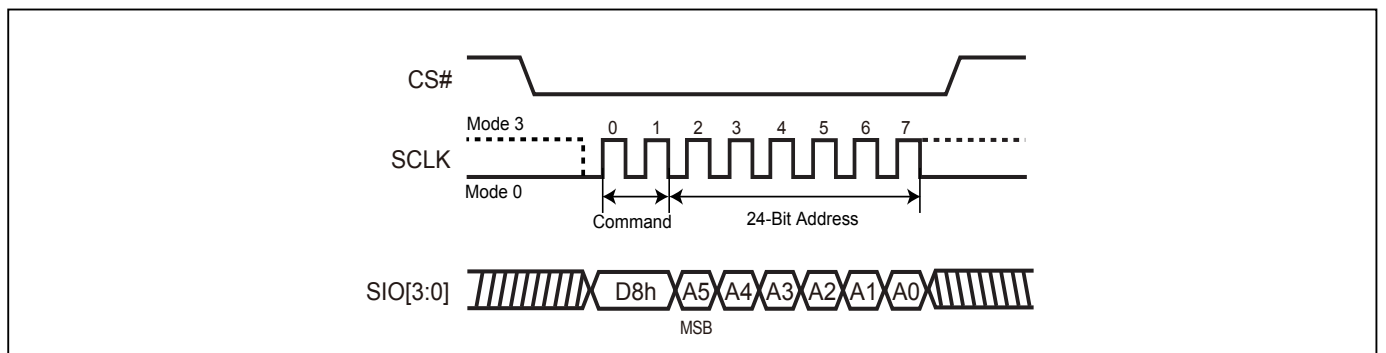 CS#
Mode 3
0 1 2 3 4 5 6 7
SCLK
Mode 0
Command
24-Bit Address
SIO[3:0]
D8h A5 A4 A3 A2 A1 A0
MSB